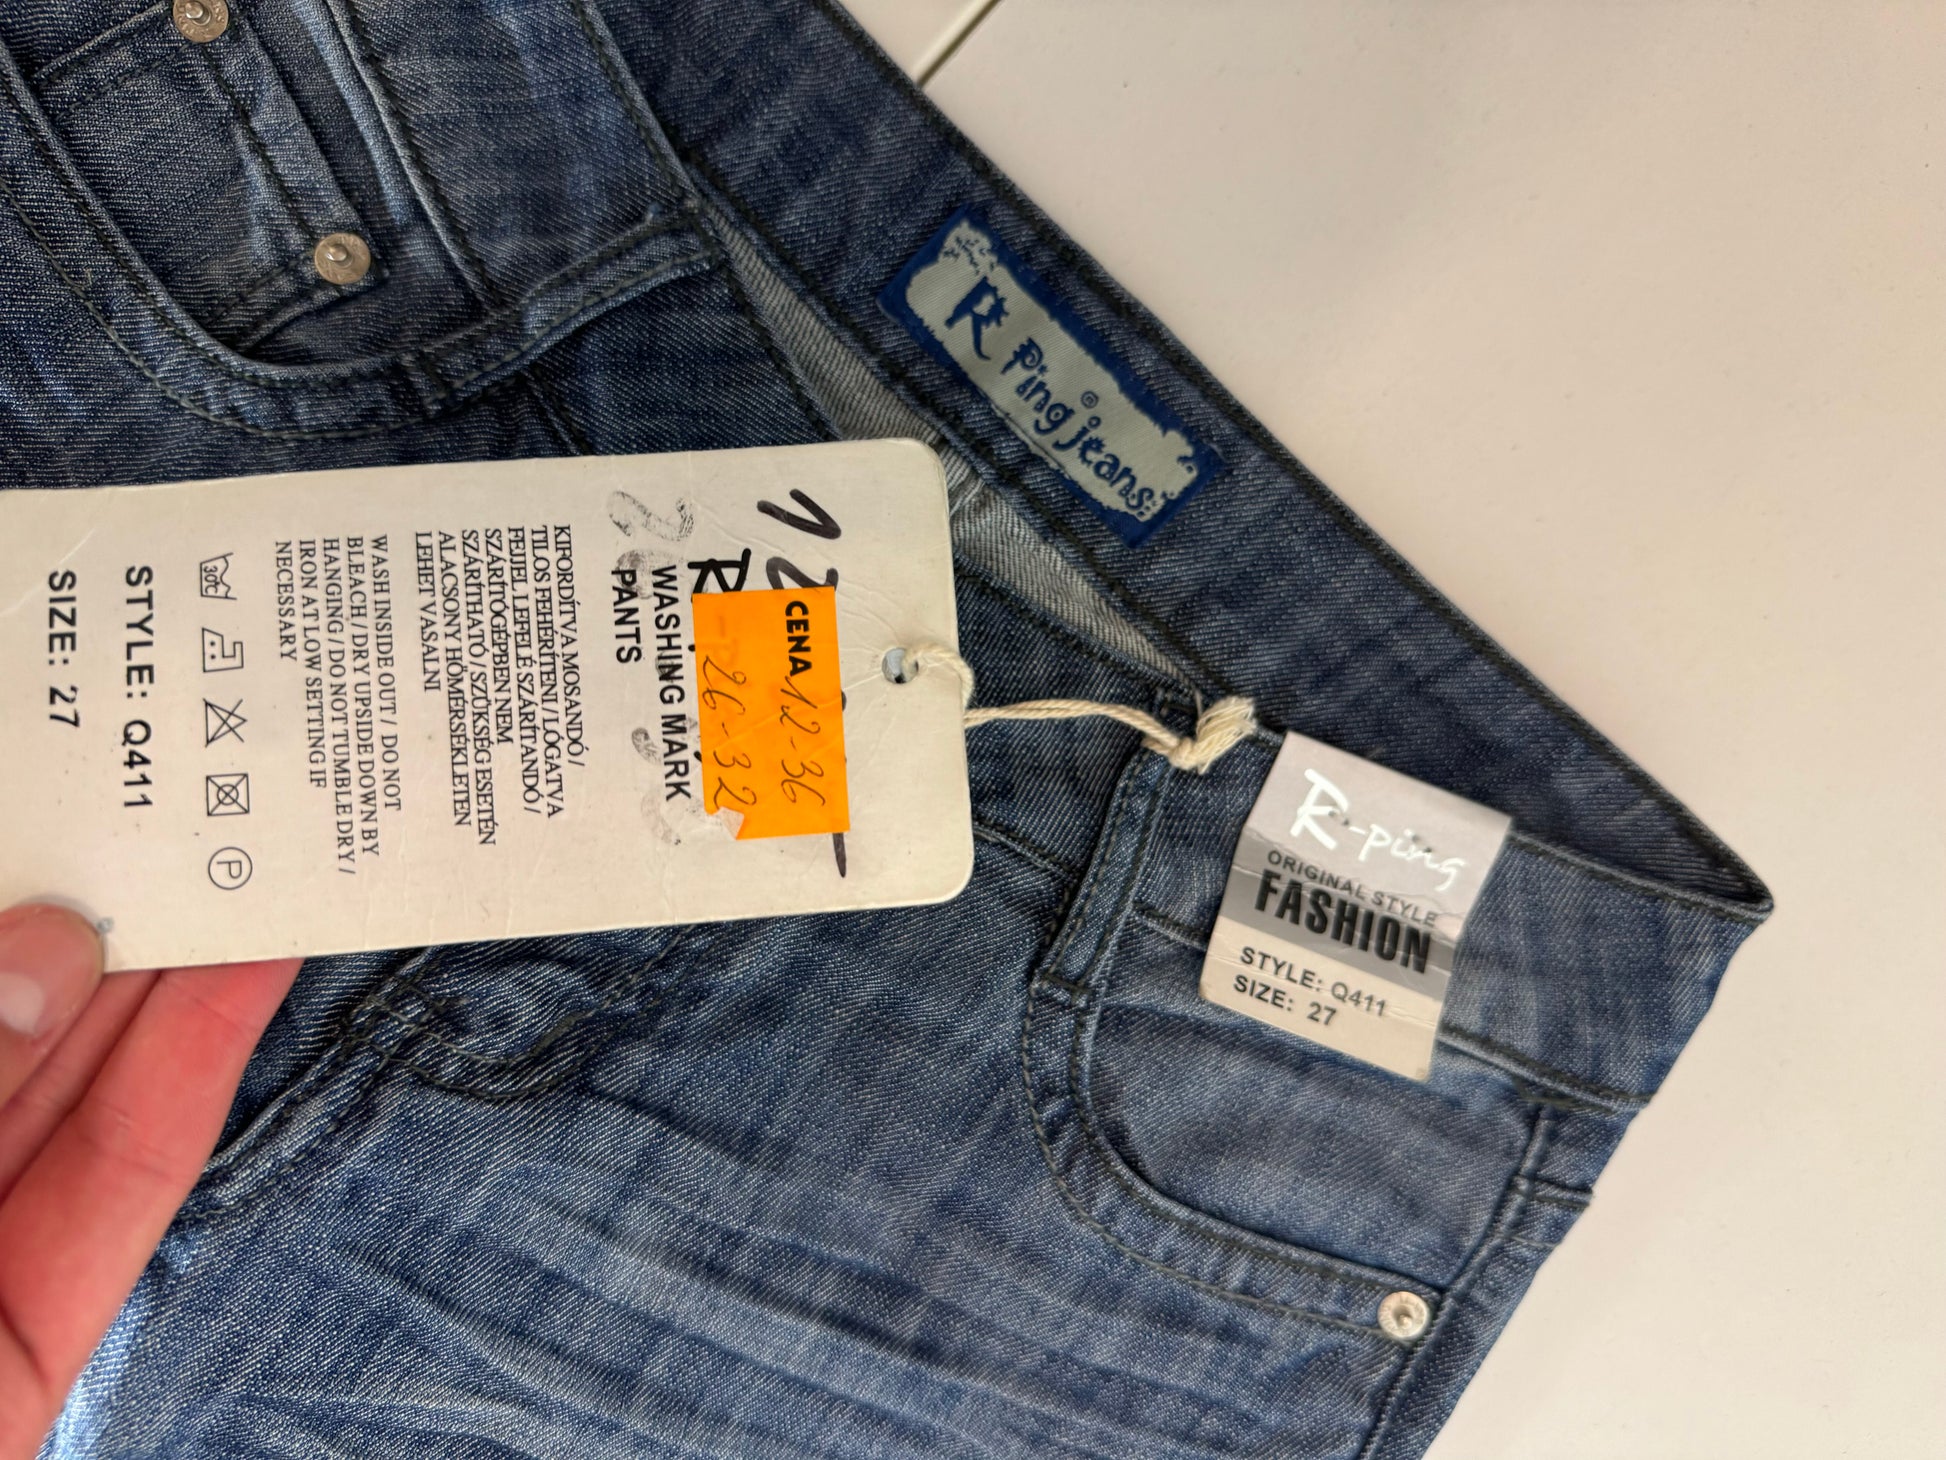 R Ping jeans
®
12
CENA 12-36
26-32
R
WASHING MARK
PANTS
KIFORDÍTVA MOSANDÓ /
TILOS FEHÉRÍTENI / LÓGATVA
FEJJEL LEFELÉ SZÁRÍTANDÓ /
SZÁRÍTÓGÉPBEN NEM
SZÁRÍTHATÓ / SZÜKSÉG ESETÉN
ALACSONY HŐMÉRSÉKLETEN
LEHET VASALNI
WASH INSIDE OUT / DO NOT
BLEACH / DRY UPSIDE DOWN BY
HANGING / DO NOT TUMBLE DRY /
IRON AT LOW SETTING IF
NECESSARY
30°C
P
STYLE: Q411
SIZE: 27
R-ping
ORIGINAL STYLE
FASHION
STYLE: Q411
SIZE: 27